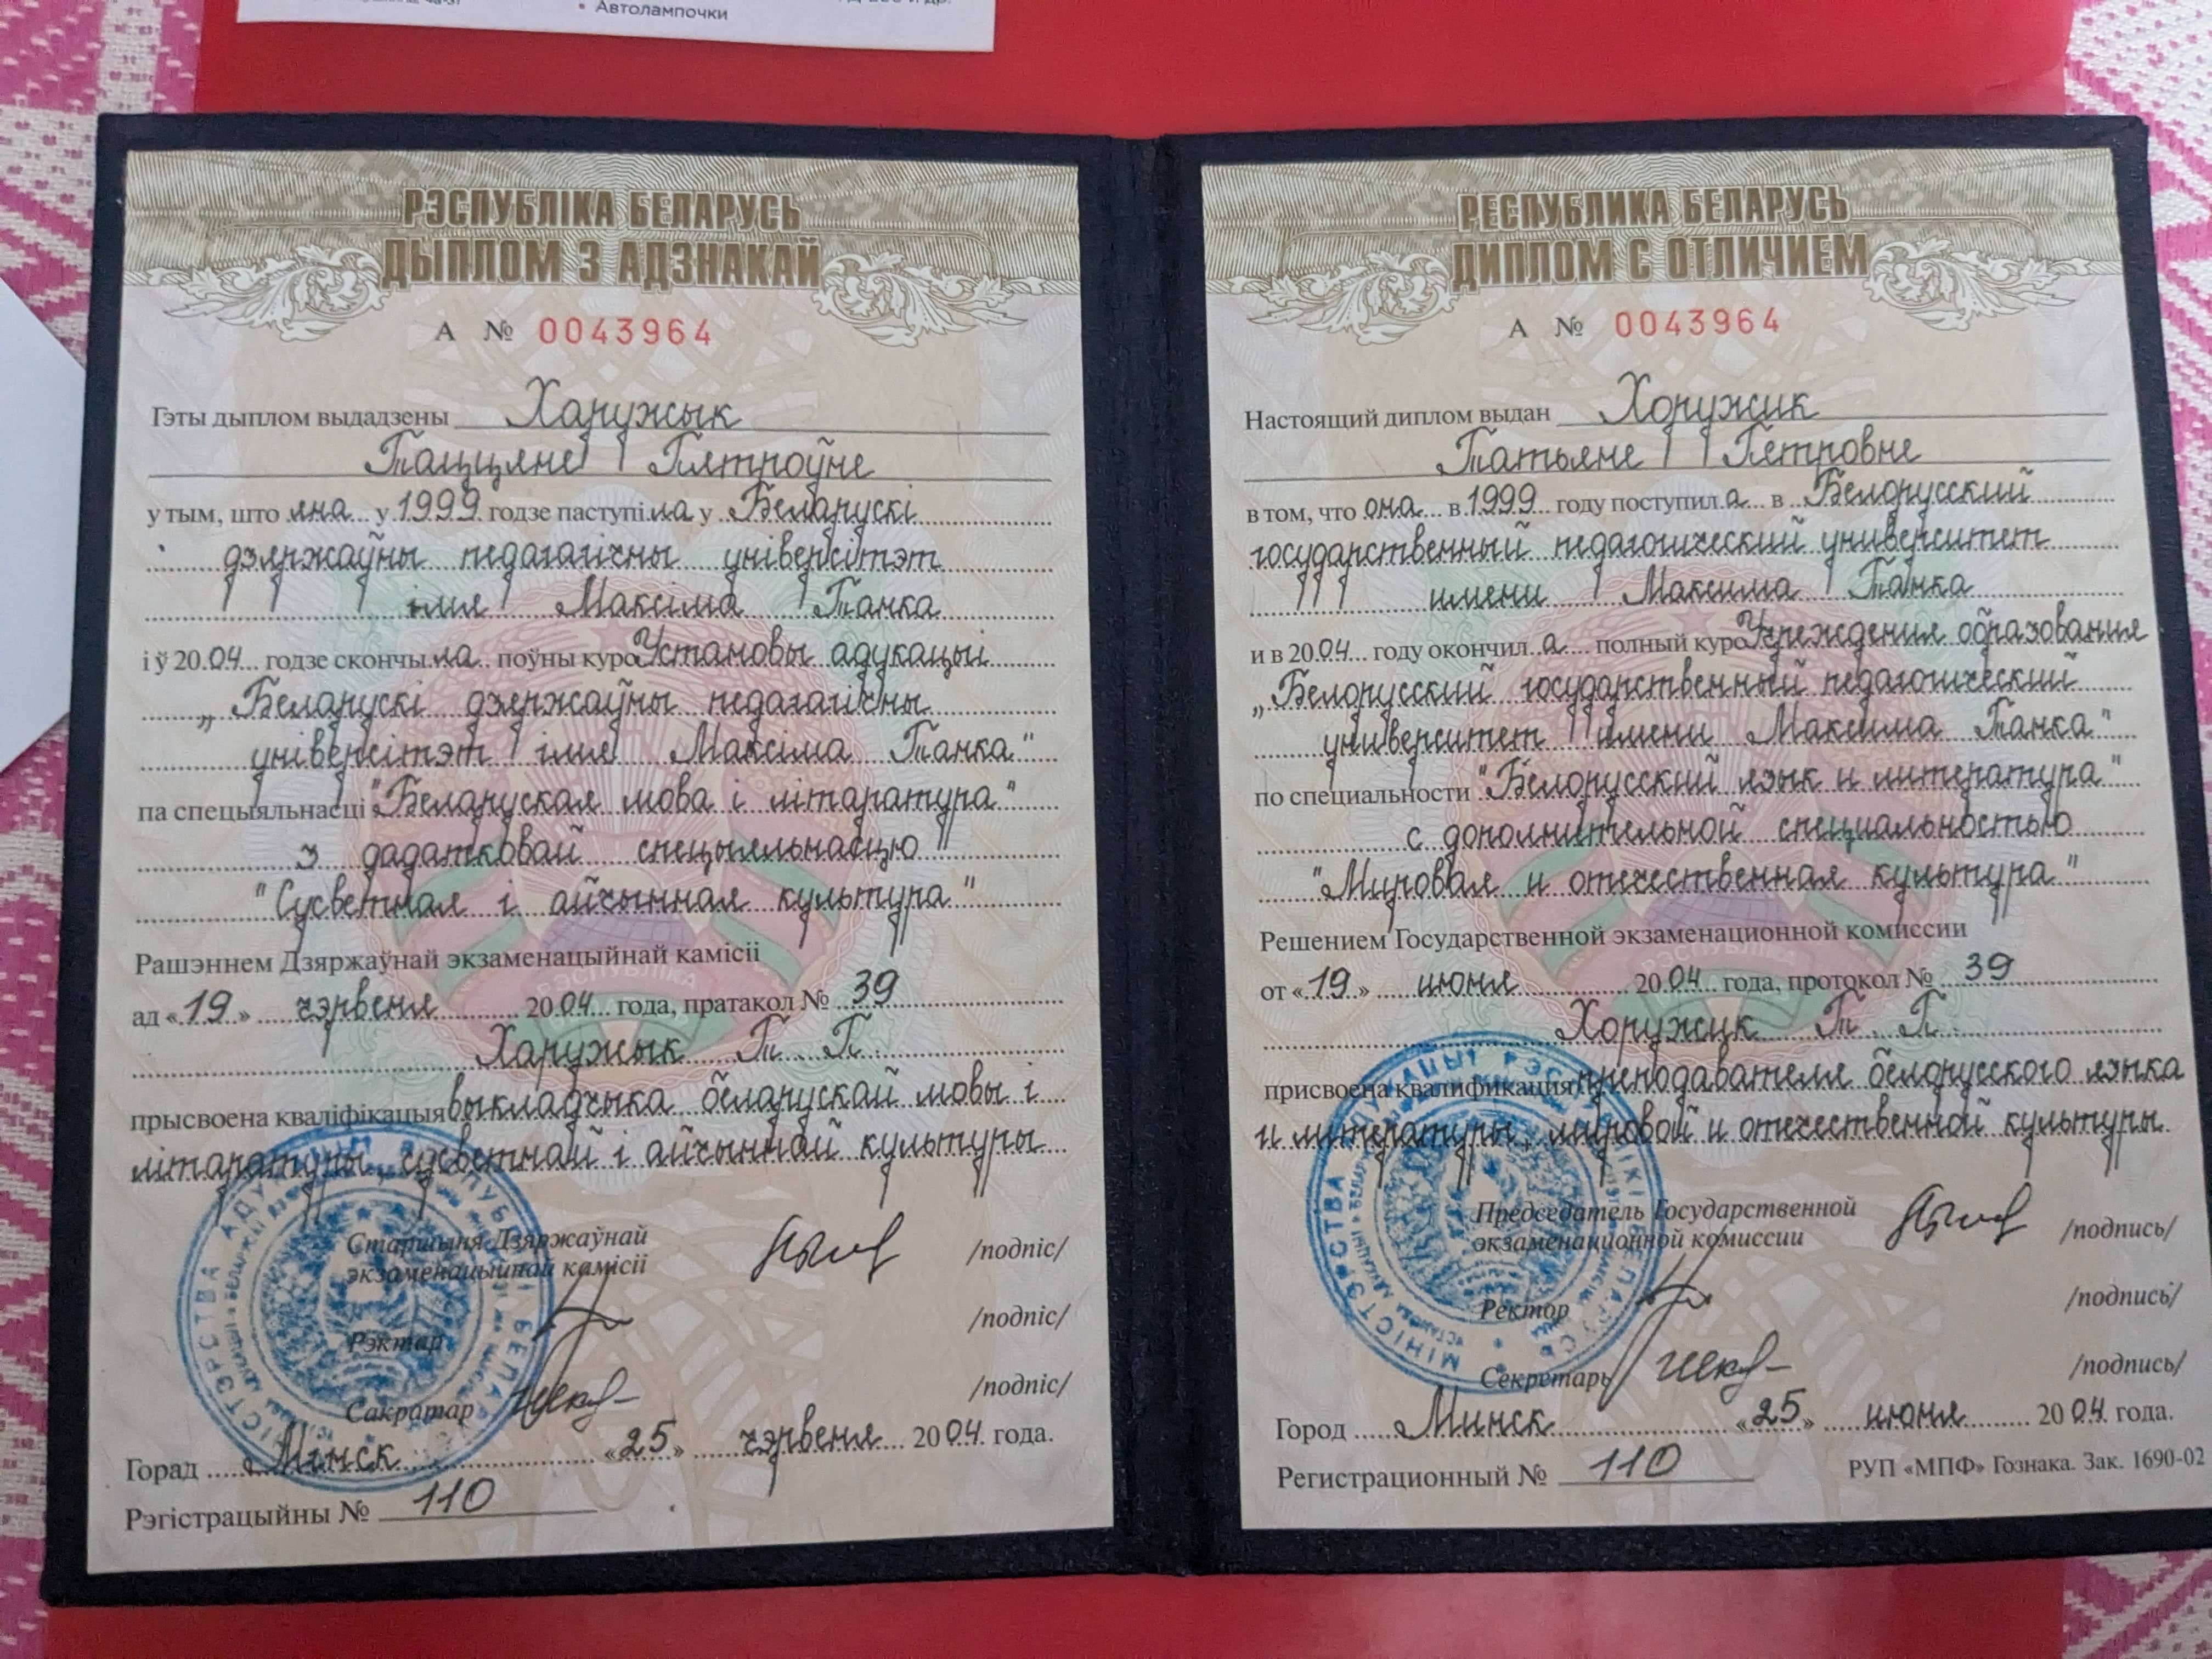 • Автолампочки
РЭСПУБЛІКА БЕЛАРУСЬ
ДЫПЛОМ З АДЗНАКАЙ
А № 0043964
Гэты дыплом выдадзены Харужык
Таццяне Пятроўне
у тым, што яна у 1999 годзе паступіла у Беларускі
дзяржаўны педагагічны універсітэт
імя Максіма Танка
і ў 2004 годзе скончыла поўны курс Установы адукацыі
„Беларускі дзяржаўны педагагічны
універсітэт імя Максіма Танка"
па спецыяльнасці "Беларуская мова і літаратура"
з дадатковай спецыяльнасцю
"Сусветная і айчынная культура"
Рашэннем Дзяржаўнай экзаменацыйнай камісіі
ад «19» чэрвеня 2004 года, пратакол № 39
Харужык Т. П.
прысвоена кваліфікацыя выкладчыка беларускай мовы і
літаратуры, сусветнай і айчыннай культуры
Старшыня Дзяржаўнай
экзаменацыйнай камісіі /подпіс/
Рэктар /подпіс/
Сакратар /подпіс/
Горад Мінск «25» чэрвеня 2004 года.
Рэгістрацыйны № 110
РЕСПУБЛИКА БЕЛАРУСЬ
ДИПЛОМ С ОТЛИЧИЕМ
А № 0043964
Настоящий диплом выдан Хоружик
Татьяне Петровне
в том, что она в 1999 году поступила в Белорусский
государственный педагогический университет
имени Максима Танка
и в 2004 году окончила полный курс Учреждения образования
„Белорусский государственный педагогический
университет имени Максима Танка"
по специальности "Белорусский язык и литература"
с дополнительной специальностью
"Мировая и отечественная культура"
Решением Государственной экзаменационной комиссии
от «19» июня 2004 года, протокол № 39
Хоружик Т. П.
присвоена квалификация преподавателя белорусского языка
и литературы, мировой и отечественной культуры
Председатель Государственной
экзаменационной комиссии /подпись/
Ректор /подпись/
Секретарь /подпись/
Город Минск «25» июня 2004 года.
Регистрационный № 110
РУП «МПФ» Гознака. Зак. 1690-02
МІНІСТЭРСТВА АДУКАЦЫІ РЭСПУБЛІКІ БЕЛАРУСЬ